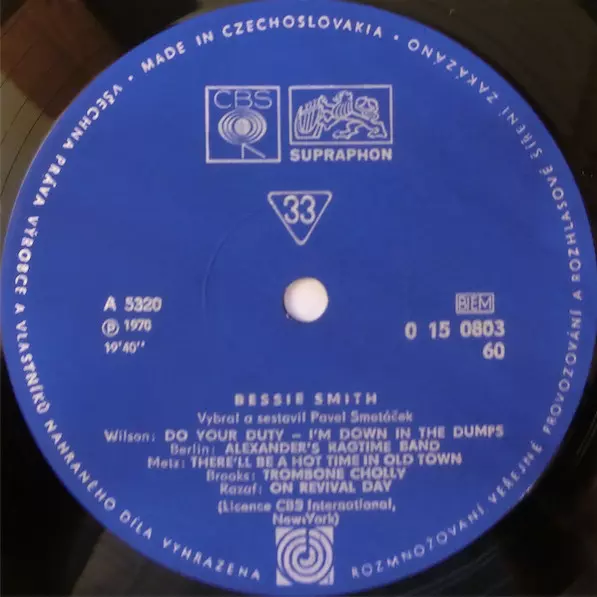 • MADE IN CZECHOSLOVAKIA •
VŠECHNA PRÁVA VÝROBCE A VLASTNÍKŮ NAHRANÉHO DÍLA VYHRAZENA
ROZMNOŽOVÁNÍ VEŘEJNÉ PROVOZOVÁNÍ A ROZHLASOVÉ ŠÍŘENÍ ZAKÁZÁNO
CBS
SUPRAPHON
33
A 5320
Ⓟ 1970
19'40''
BIEM
0 15 0803
60
BESSIE SMITH
Vybral a sestavil Pavel Smetáček
Wilson: DO YOUR DUTY – I'M DOWN IN THE DUMPS
Berlin: ALEXANDER'S RAGTIME BAND
Metz: THERE'LL BE A HOT TIME IN OLD TOWN
Brooks: TROMBONE CHOLLY
Razaf: ON REVIVAL DAY
(Licence CBS International,
New York)